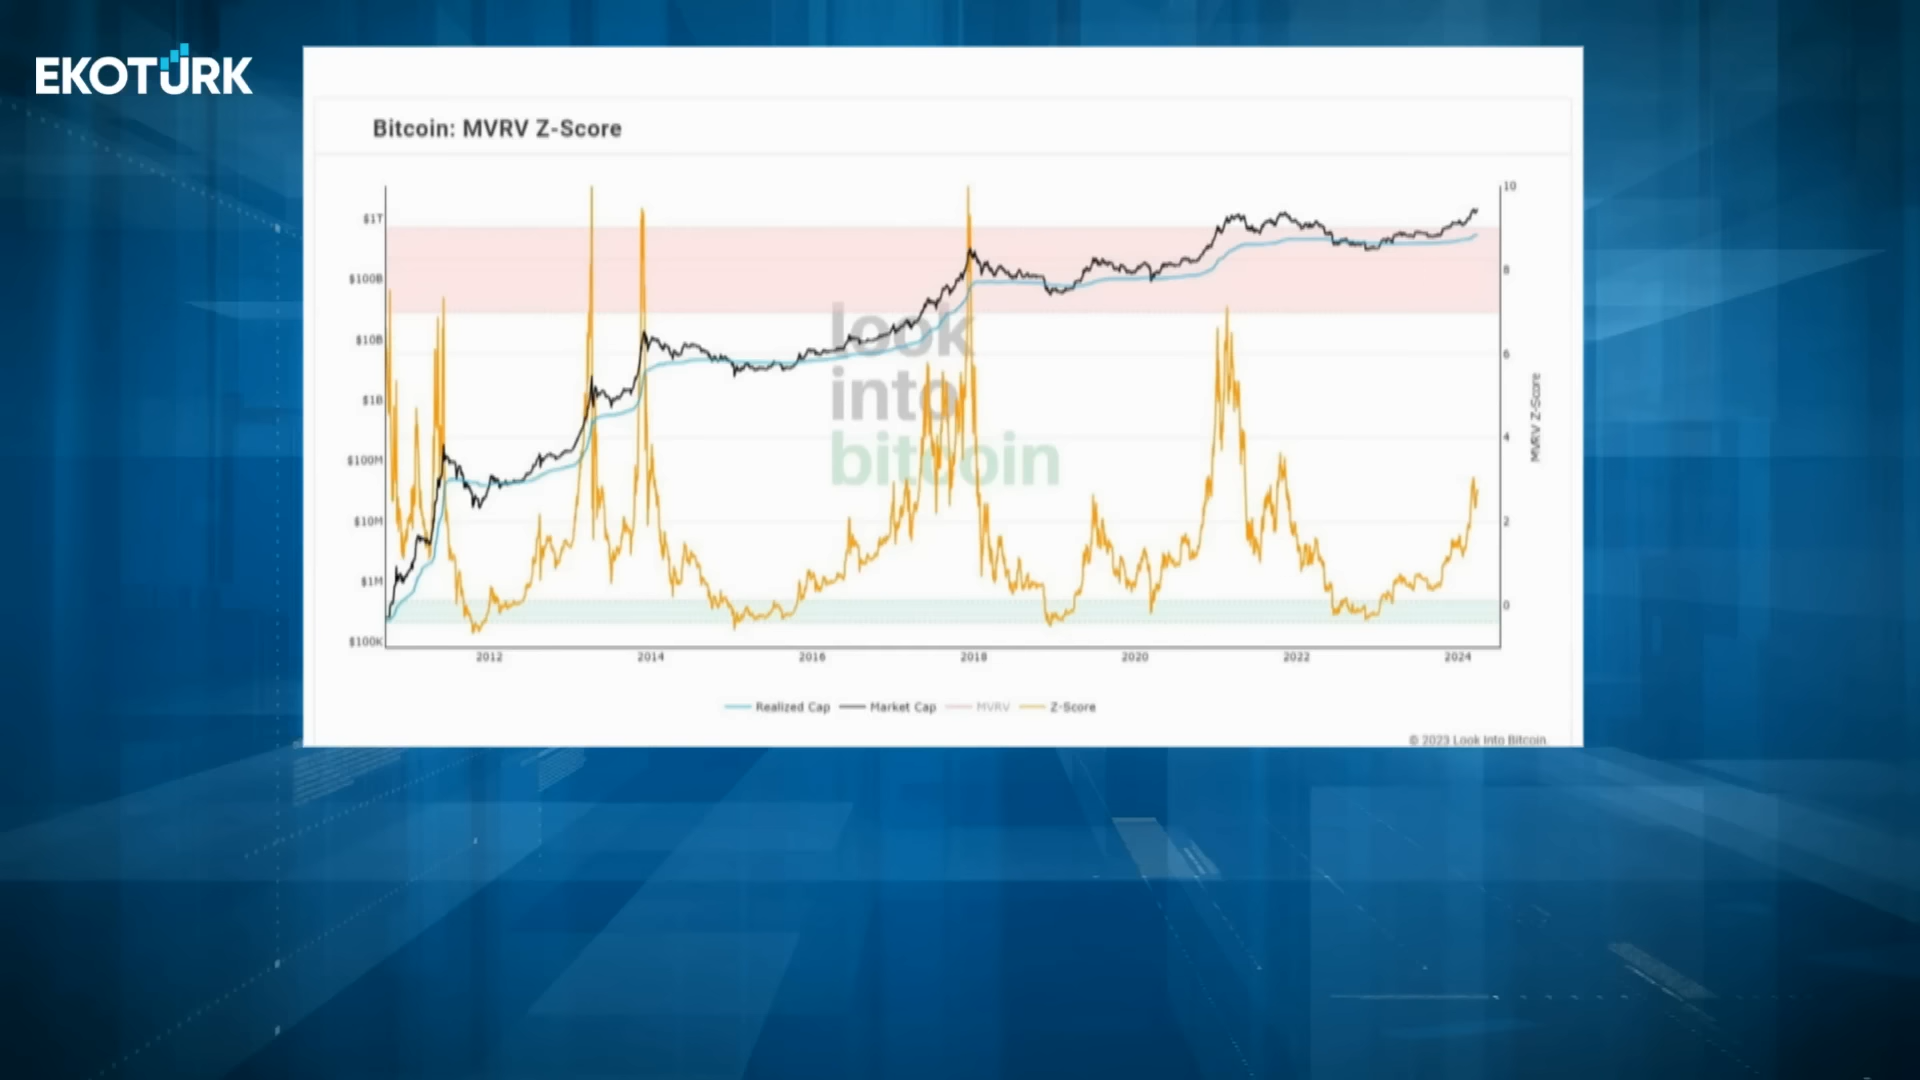 EKOTÜRK
Bitcoin: MVRV Z-Score
10
$1T
8
$100B
look
$10B
6
into
$1B
MVRV Z-Score
4
bitcoin
$100M
$10M
2
$1M
0
$100K
2012 2014 2016 2018 2020 2022 2024
Realized Cap Market Cap MVRV Z-Score
© 2023 Look Into Bitcoin